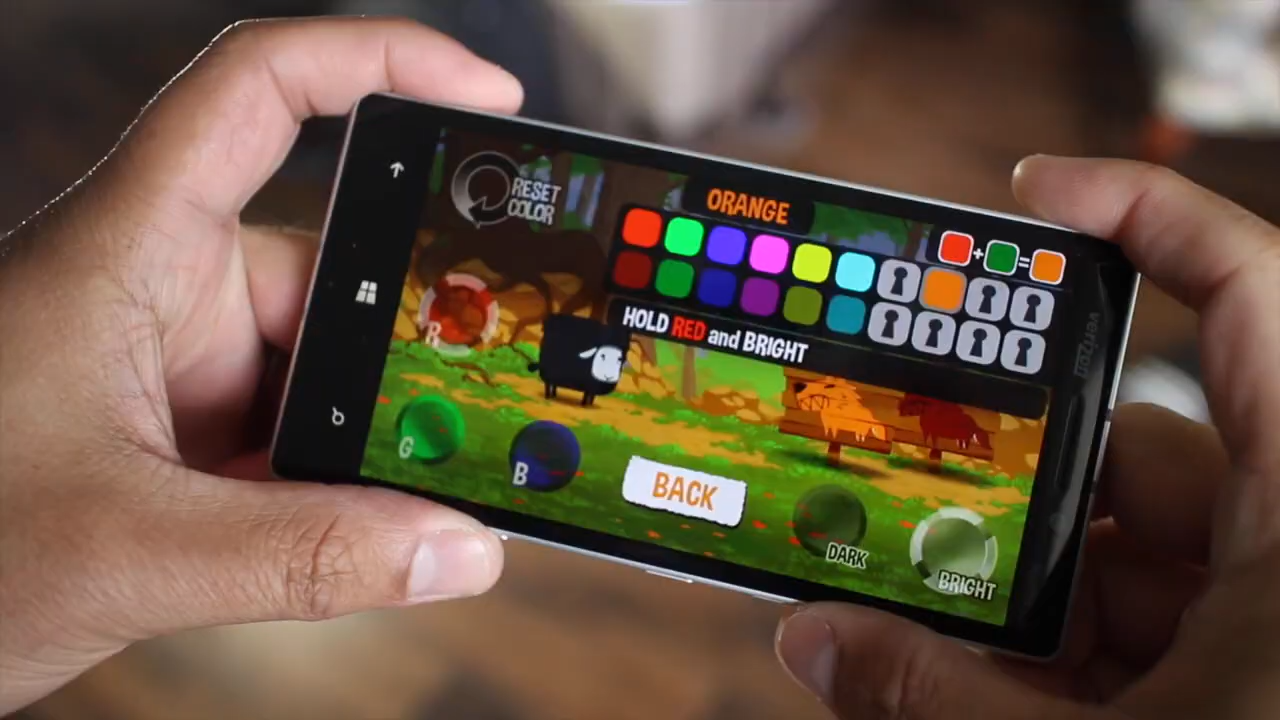 RESET
COLOR
ORANGE
+ =
R
HOLD RED and BRIGHT
G
B
BACK
DARK
BRIGHT
verizon